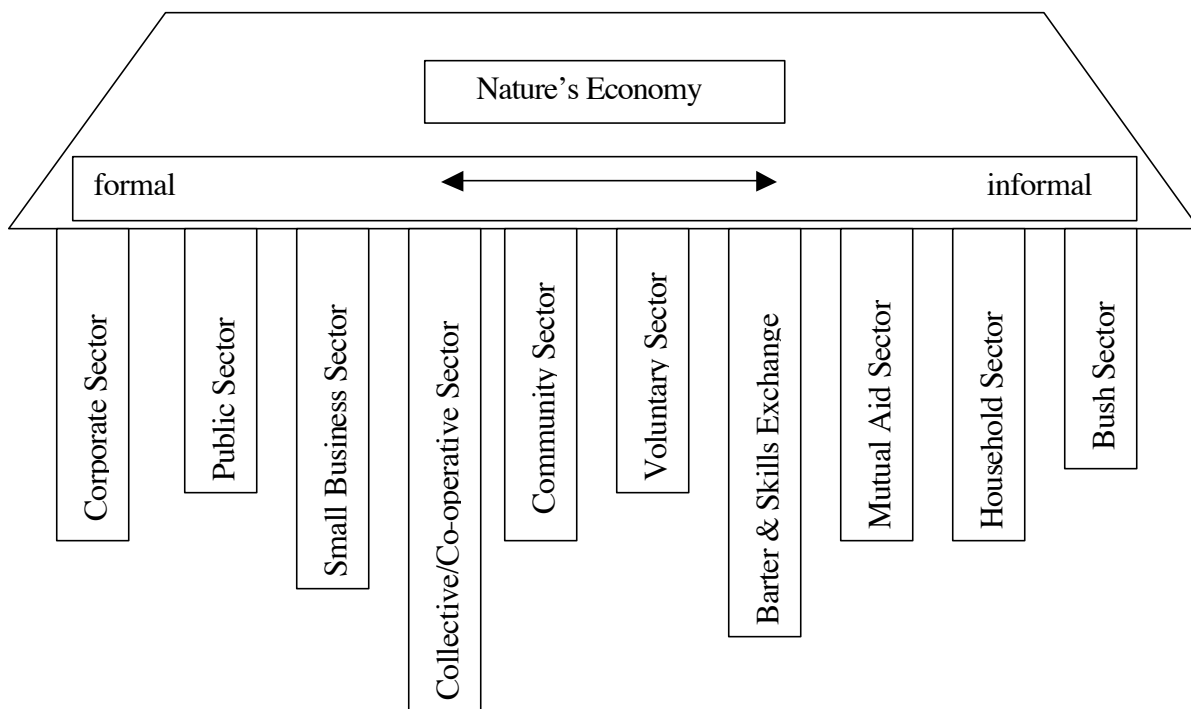 Nature’s Economy
formal
informal
Corporate Sector
Public Sector
Small Business Sector
Collective/Co-operative Sector
Community Sector
Voluntary Sector
Barter & Skills Exchange
Mutual Aid Sector
Household Sector
Bush Sector